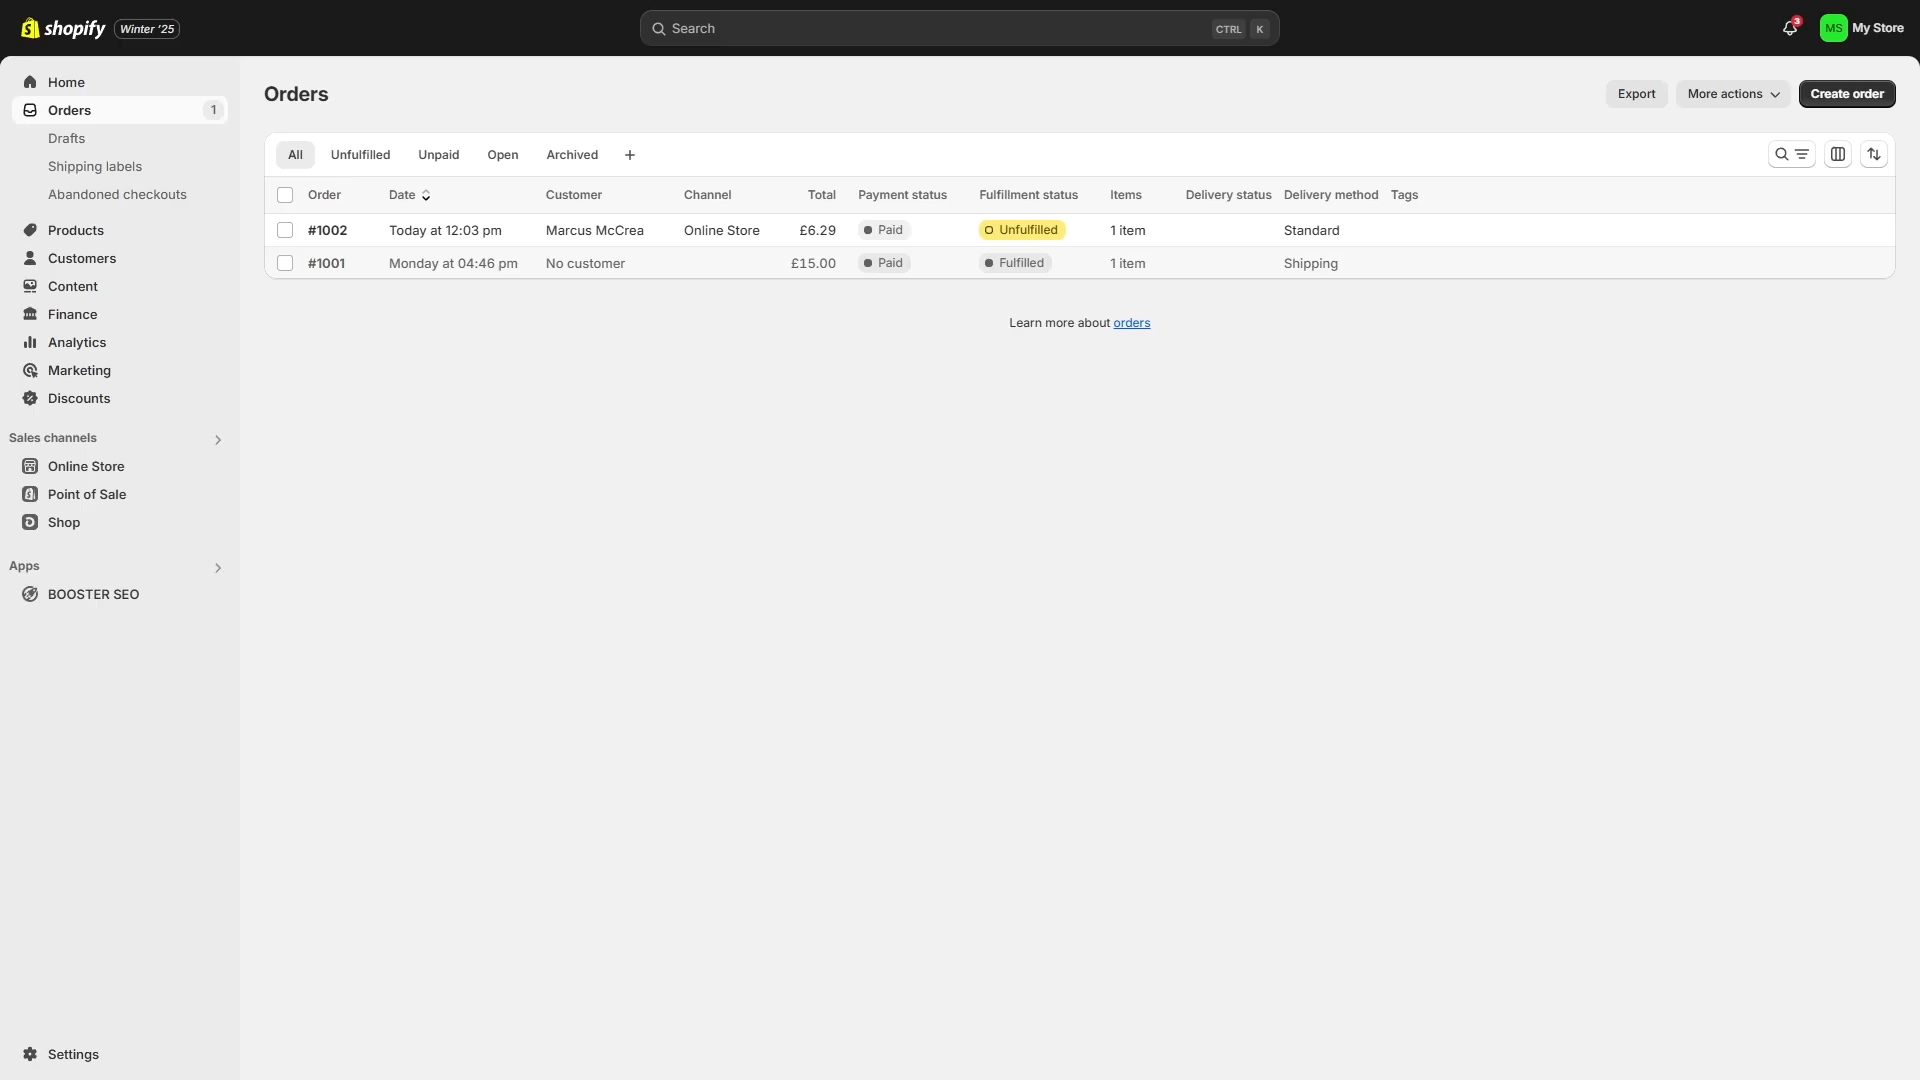 shopify Winter '25
Search CTRL K
3
MS My Store
Home
Orders 1
Drafts
Shipping labels
Abandoned checkouts
Products
Customers
Content
Finance
Analytics
Marketing
Discounts
Sales channels
Online Store
Point of Sale
Shop
Apps
BOOSTER SEO
Settings
Orders
Export More actions Create order
All Unfulfilled Unpaid Open Archived +
Order Date Customer Channel Total Payment status Fulfillment status Items Delivery status Delivery method Tags
#1002 Today at 12:03 pm Marcus McCrea Online Store £6.29 Paid Unfulfilled 1 item Standard
#1001 Monday at 04:46 pm No customer £15.00 Paid Fulfilled 1 item Shipping
Learn more about orders